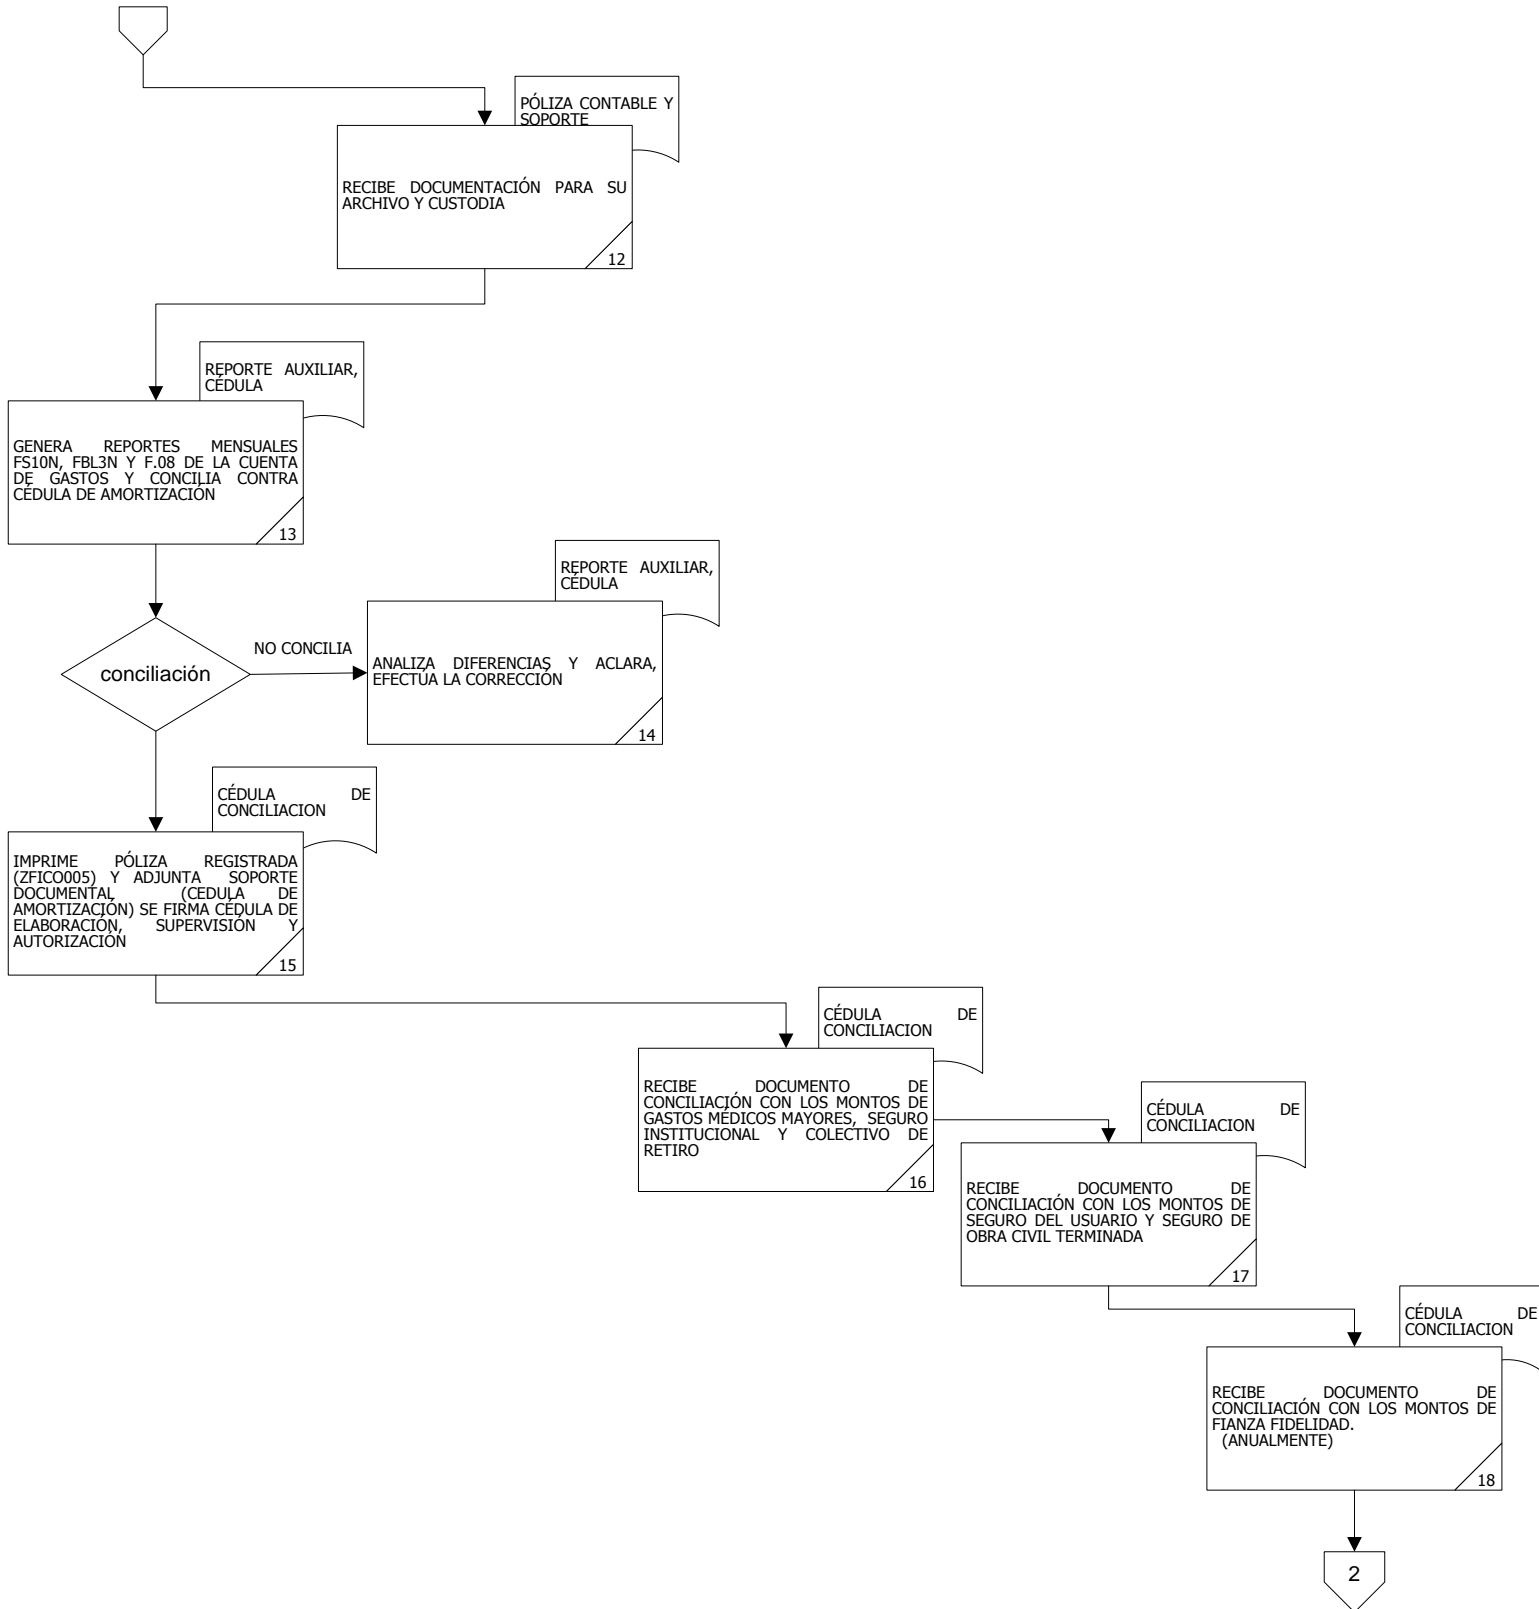 PÓLIZA CONTABLE Y
SOPORTE
RECIBE DOCUMENTACIÓN PARA SU
ARCHIVO Y CUSTODIA
12
REPORTE AUXILIAR,
CÉDULA
GENERA REPORTES MENSUALES
FS10N, FBL3N Y F.08 DE LA CUENTA
DE GASTOS Y CONCILIA CONTRA
CÉDULA DE AMORTIZACIÓN
13
REPORTE AUXILIAR,
CÉDULA
conciliación
NO CONCILIA
ANALIZA DIFERENCIAS Y ACLARA,
EFECTÚA LA CORRECCIÓN
14
CÉDULA DE
CONCILIACION
IMPRIME PÓLIZA REGISTRADA
(ZFICO005) Y ADJUNTA SOPORTE
DOCUMENTAL (CEDULA DE
AMORTIZACIÓN) SE FIRMA CÉDULA DE
ELABORACIÓN, SUPERVISIÓN Y
AUTORIZACIÓN
15
CÉDULA DE
CONCILIACION
RECIBE DOCUMENTO DE
CONCILIACIÓN CON LOS MONTOS DE
GASTOS MÉDICOS MAYORES, SEGURO
INSTITUCIONAL Y COLECTIVO DE
RETIRO
16
CÉDULA DE
CONCILIACION
RECIBE DOCUMENTO DE
CONCILIACIÓN CON LOS MONTOS DE
SEGURO DEL USUARIO Y SEGURO DE
OBRA CIVIL TERMINADA
17
CÉDULA DE
CONCILIACION
RECIBE DOCUMENTO DE
CONCILIACIÓN CON LOS MONTOS DE
FIANZA FIDELIDAD.
(ANUALMENTE)
18
2